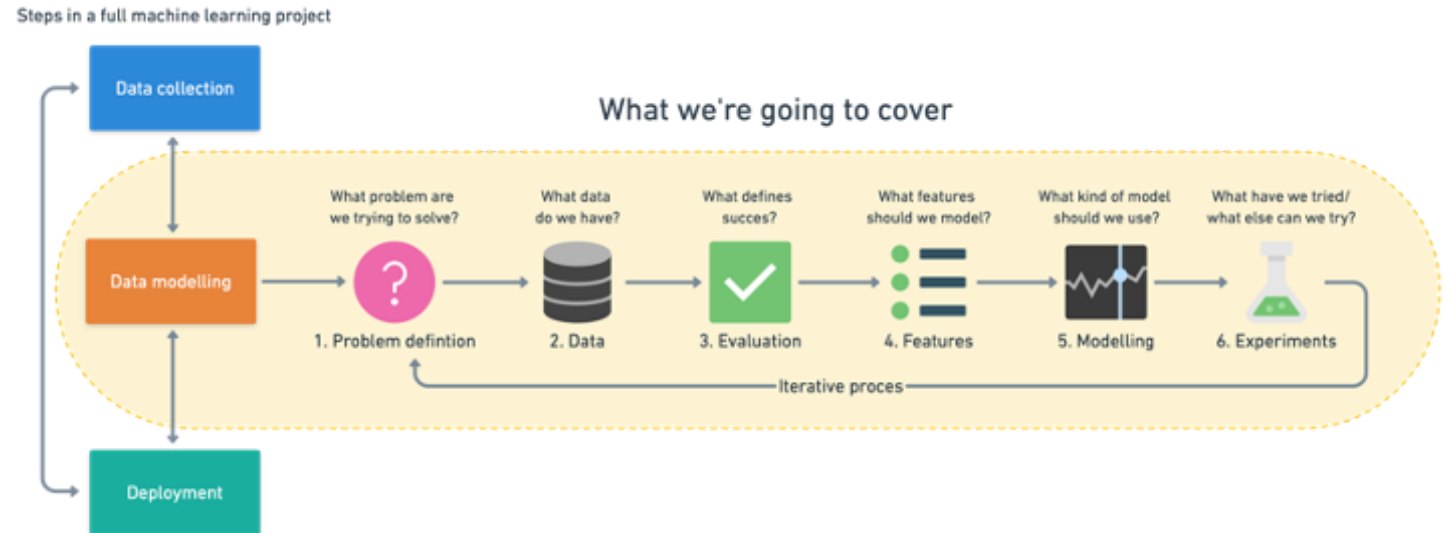 Steps in a full machine learning project
Data collection
What we're going to cover
What problem are
we trying to solve?
What data
do we have?
What defines
succes?
What features
should we model?
What kind of model
should we use?
What have we tried/
what else can we try?
Data modelling
?
1. Problem defintion
2. Data
3. Evaluation
4. Features
5. Modelling
6. Experiments
Iterative proces
Deployment